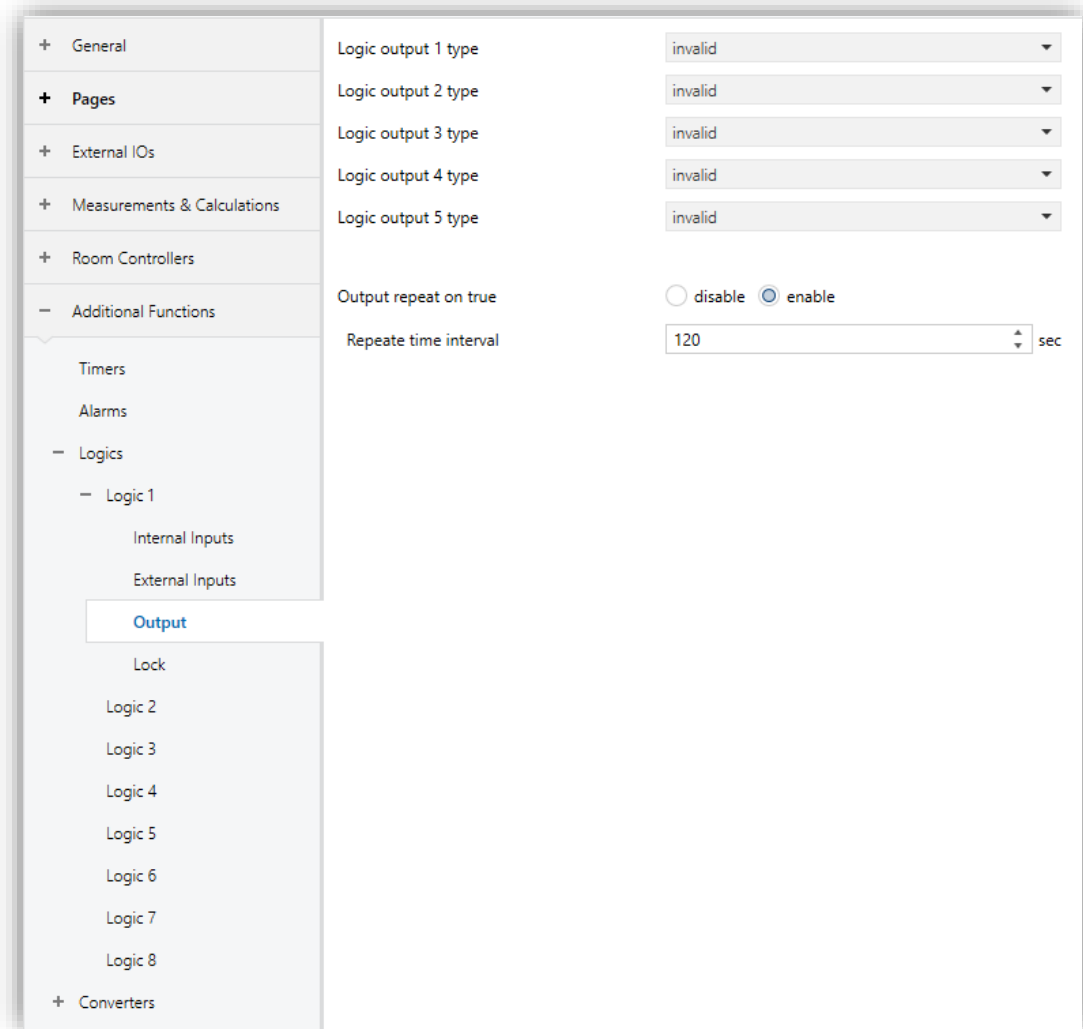 General
Pages
External IOs
Measurements & Calculations
Room Controllers
Additional Functions
Timers
Alarms
Logics
Logic 1
Internal Inputs
External Inputs
Output
Lock
Logic 2
Logic 3
Logic 4
Logic 5
Logic 6
Logic 7
Logic 8
Converters
Logic output 1 type invalid
Logic output 2 type invalid
Logic output 3 type invalid
Logic output 4 type invalid
Logic output 5 type invalid
Output repeat on true disable enable
Repeate time interval 120 sec